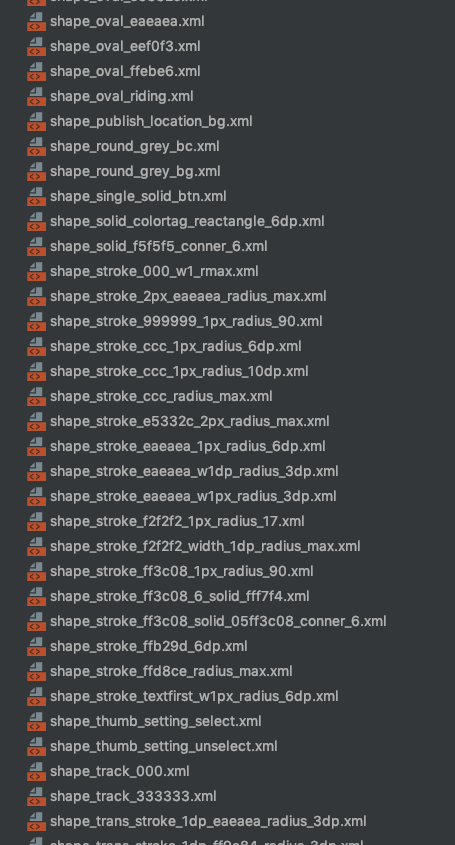 shape_oval_eaeaea.xml
shape_oval_eef0f3.xml
shape_oval_ffebe6.xml
shape_oval_riding.xml
shape_publish_location_bg.xml
shape_round_grey_bc.xml
shape_round_grey_bg.xml
shape_single_solid_btn.xml
shape_solid_colortag_reactangle_6dp.xml
shape_solid_f5f5f5_conner_6.xml
shape_stroke_000_w1_rmax.xml
shape_stroke_2px_eaeaea_radius_max.xml
shape_stroke_999999_1px_radius_90.xml
shape_stroke_ccc_1px_radius_6dp.xml
shape_stroke_ccc_1px_radius_10dp.xml
shape_stroke_ccc_radius_max.xml
shape_stroke_e5332c_2px_radius_max.xml
shape_stroke_eaeaea_1px_radius_6dp.xml
shape_stroke_eaeaea_w1dp_radius_3dp.xml
shape_stroke_eaeaea_w1px_radius_3dp.xml
shape_stroke_f2f2f2_1px_radius_17.xml
shape_stroke_f2f2f2_width_1dp_radius_max.xml
shape_stroke_ff3c08_1px_radius_90.xml
shape_stroke_ff3c08_6_solid_fff7f4.xml
shape_stroke_ff3c08_solid_05ff3c08_conner_6.xml
shape_stroke_ffb29d_6dp.xml
shape_stroke_ffd8ce_radius_max.xml
shape_stroke_textfirst_w1px_radius_6dp.xml
shape_thumb_setting_select.xml
shape_thumb_setting_unselect.xml
shape_track_000.xml
shape_track_333333.xml
shape_trans_stroke_1dp_eaeaea_radius_3dp.xml